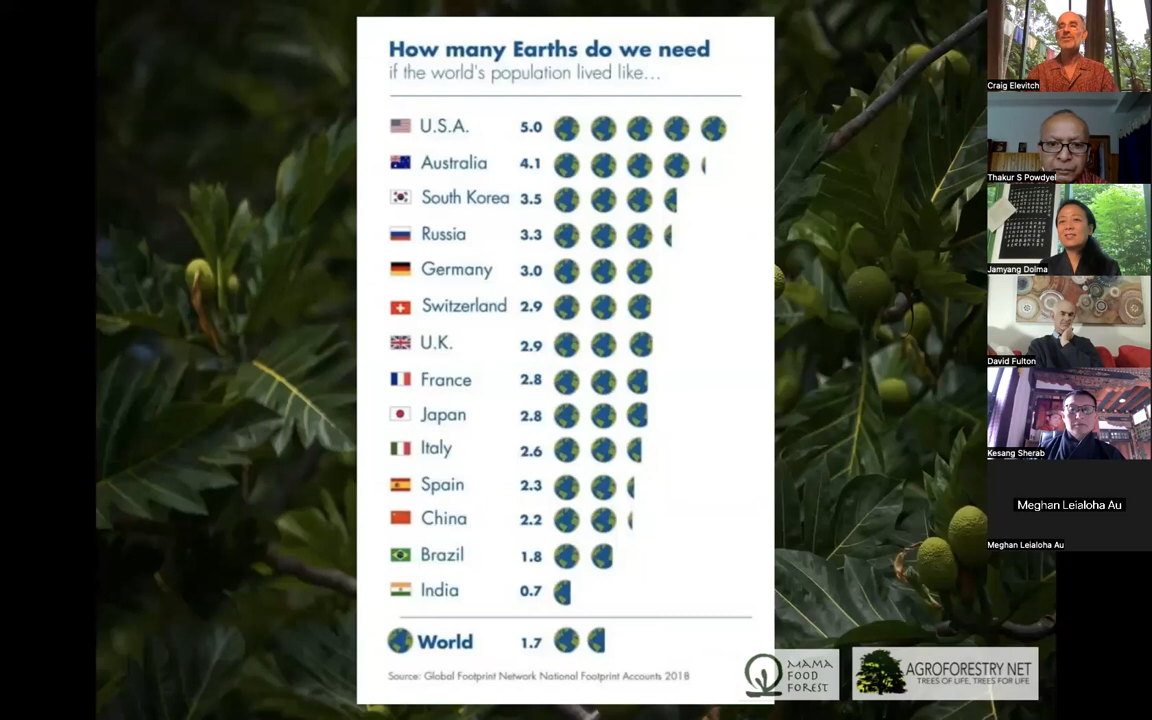 How many Earths do we need
if the world's population lived like...
U.S.A. 5.0
Australia 4.1
South Korea 3.5
Russia 3.3
Germany 3.0
Switzerland 2.9
U.K. 2.9
France 2.8
Japan 2.8
Italy 2.6
Spain 2.3
China 2.2
Brazil 1.8
India 0.7
World 1.7
Source: Global Footprint Network National Footprint Accounts 2018
MAMA
FOOD
FOREST
AGROFORESTRY NET
TREES OF LIFE, TREES FOR LIFE
Craig Elevitch
Thakur S Powdyel
Jamyang Dolma
David Fulton
Kesang Sherab
Meghan Leialoha Au
Meghan Leialoha Au